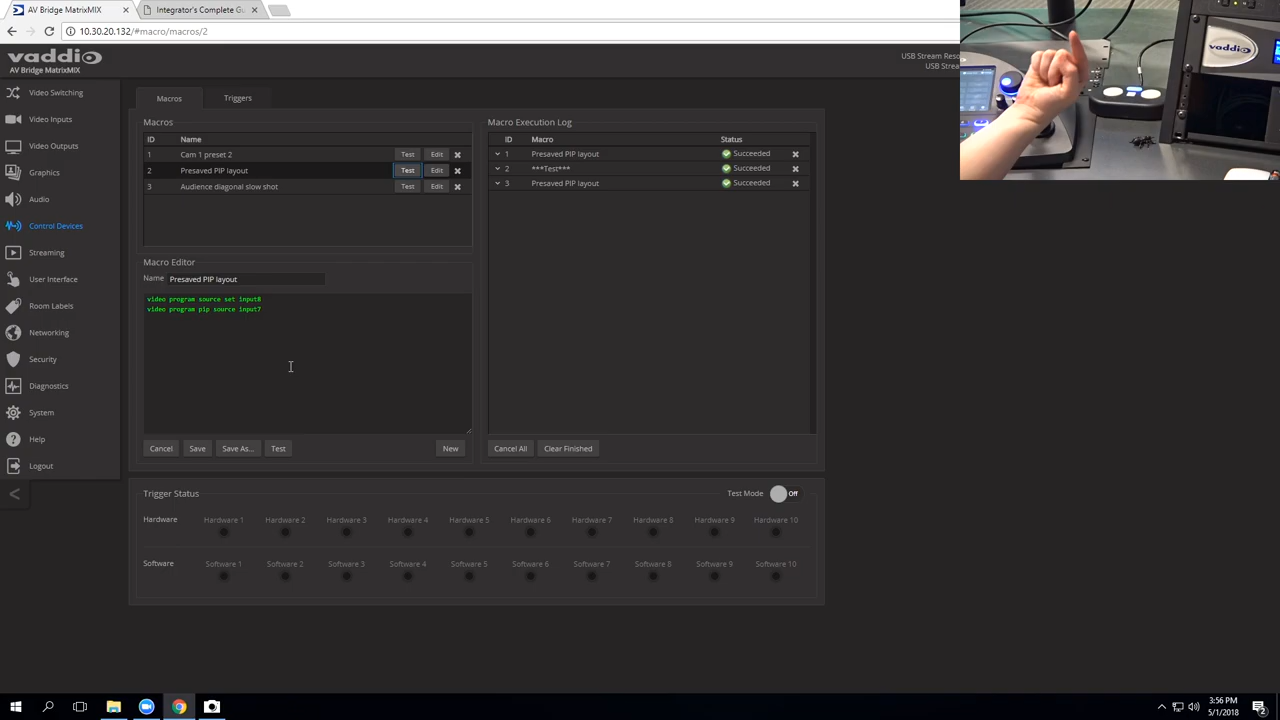 AV Bridge MatrixMIX
Integrator's Complete Gu
10.30.20.132/#macro/macros/2
vaddio
AV Bridge MatrixMIX
USB Stream Reso
USB Strea
Video Switching
Video Inputs
Video Outputs
Graphics
Audio
Control Devices
Streaming
User Interface
Room Labels
Networking
Security
Diagnostics
System
Help
Logout
<
Macros
Triggers
Macros
ID Name
1 Cam 1 preset 2 Test Edit
2 Presaved PIP layout Test Edit
3 Audience diagonal slow shot Test Edit
Macro Editor
Name Presaved PIP layout
video program source set input8
video program pip source input7
Cancel Save Save As... Test New
Macro Execution Log
ID Macro Status
1 Presaved PIP layout Succeeded
2 ***Test*** Succeeded
3 Presaved PIP layout Succeeded
Cancel All Clear Finished
Trigger Status
Test Mode Off
Hardware Hardware 1 Hardware 2 Hardware 3 Hardware 4 Hardware 5 Hardware 6 Hardware 7 Hardware 8 Hardware 9 Hardware 10
Software Software 1 Software 2 Software 3 Software 4 Software 5 Software 6 Software 7 Software 8 Software 9 Software 10
vaddio
3:56 PM
5/1/2018
2